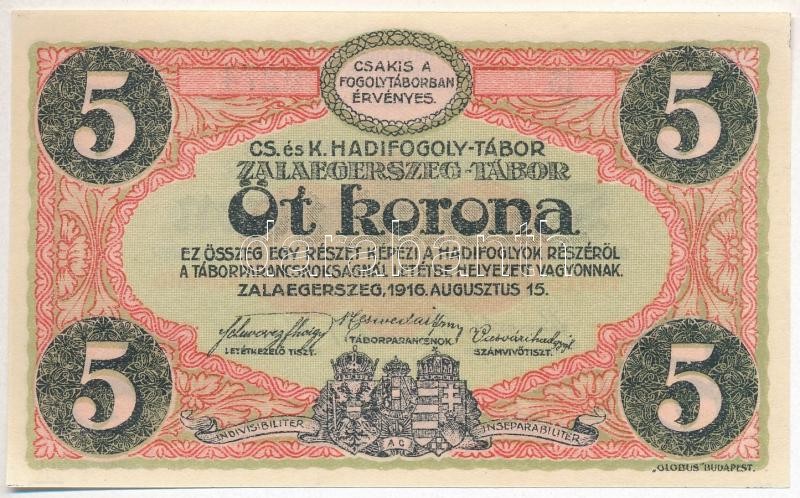 5
5
CSAKIS A
FOGOLYTÁBORBAN
ÉRVÉNYES.
CS. és K. HADIFOGOLY-TÁBOR
ZALAEGERSZEG-TÁBOR
Öt korona
EZ ÖSSZEG EGY RÉSZÉT KÉPEZI A HADIFOGLYOK RÉSZÉRŐL
A TÁBORPARANCSNOKSÁGNÁL LETÉTBE HELYEZETT VAGYONNAK.
ZALAEGERSZEG, 1916. AUGUSZTUS 15.
LETÉTKEZELŐ TISZT.
TÁBORPARANCSNOK.
SZÁMVIVŐTISZT.
5
5
INDIVISIBILITER
AC
INSEPARABILITER
„GLOBUS" BUDAPEST.